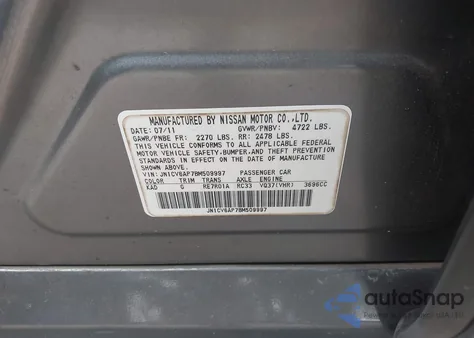 MANUFACTURED BY NISSAN MOTOR CO.,LTD.
DATE: 07/11 GVWR/PNBV: 4722 LBS.
GAWR/PNBE FR: 2270 LBS. RR: 2478 LBS.
THIS VEHICLE CONFORMS TO ALL APPLICABLE FEDERAL
MOTOR VEHICLE SAFETY, BUMPER, AND THEFT PREVENTION
STANDARDS IN EFFECT ON THE DATE OF MANUFACTURE
SHOWN ABOVE.
VIN: JN1CV6AP7BM509997 PASSENGER CAR
COLOR TRIM TRANS AXLE ENGINE
KAD G RE7R01A RC33 VQ37(VHR) 3696CC
JN1CV6AP7BM509997
autoSnap